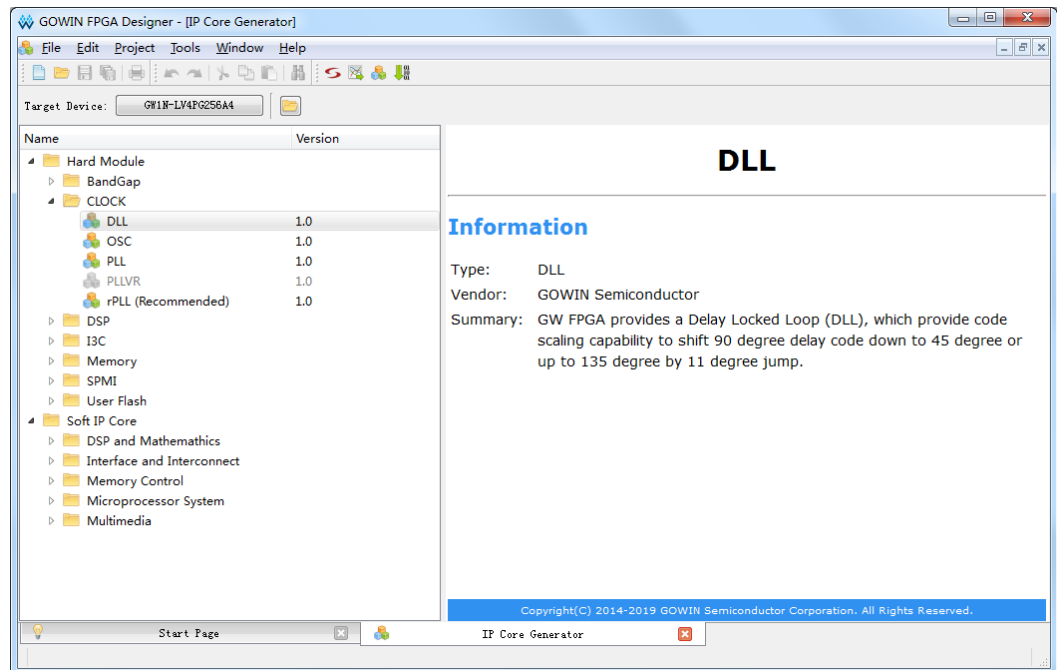 GOWIN FPGA Designer - [IP Core Generator]
File Edit Project Tools Window Help
Target Device: GW1N-LV4PG256A4
Name Version
Hard Module
BandGap
CLOCK
DLL 1.0
OSC 1.0
PLL 1.0
PLLVR 1.0
rPLL (Recommended) 1.0
DSP
I3C
Memory
SPMI
User Flash
Soft IP Core
DSP and Mathemathics
Interface and Interconnect
Memory Control
Microprocessor System
Multimedia
DLL
Information
Type: DLL
Vendor: GOWIN Semiconductor
Summary: GW FPGA provides a Delay Locked Loop (DLL), which provide code
scaling capability to shift 90 degree delay code down to 45 degree or
up to 135 degree by 11 degree jump.
Copyright(C) 2014-2019 GOWIN Semiconductor Corporation. All Rights Reserved.
Start Page IP Core Generator